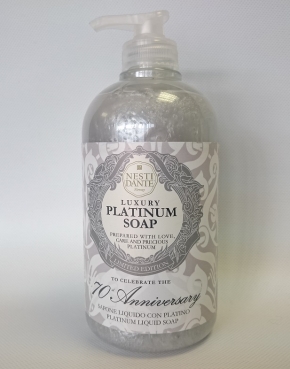 NESTI
DANTE
LUXURY
PLATINUM
SOAP
PREPARED WITH LOVE,
CARE AND PRECIOUS
PLATINUM
LIMITED EDITION
TO CELEBRATE THE
70° Anniversary
SAPONE LIQUIDO CON PLATINO
PLATINUM LIQUID SOAP